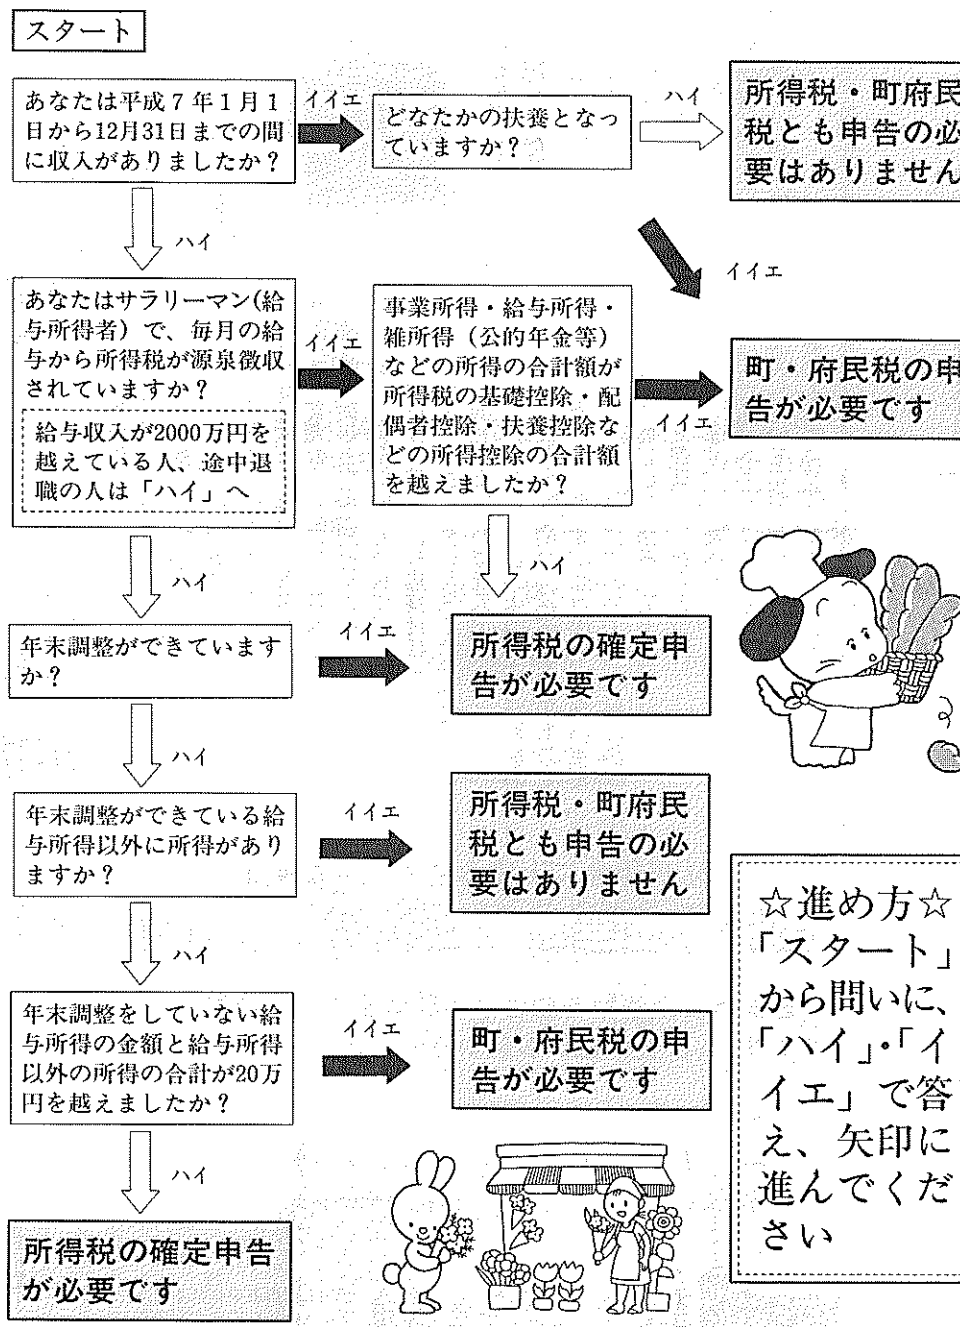 スタート
あなたは平成7年1月1
日から12月31日までの間
に収入がありましたか？
イイエ
どなたかの扶養となっ
ていますか？
ハイ
所得税・町府民
税とも申告の必
要はありません
ハイ
イイエ
あなたはサラリーマン(給
与所得者）で、毎月の給
与から所得税が源泉徴収
されていますか？
給与収入が2000万円を
越えている人、途中退
職の人は「ハイ」へ
イイエ
事業所得・給与所得・
雑所得（公的年金等）
などの所得の合計額が
所得税の基礎控除・配
偶者控除・扶養控除な
どの所得控除の合計額
を越えましたか？
イイエ
町・府民税の申
告が必要です
ハイ
ハイ
年末調整ができています
か？
イイエ
所得税の確定申
告が必要です
ハイ
年末調整ができている給
与所得以外に所得があり
ますか？
イイエ
所得税・町府民
税とも申告の必
要はありません
ハイ
年末調整をしていない給
与所得の金額と給与所得
以外の所得の合計が20万
円を越えましたか？
イイエ
町・府民税の申
告が必要です
ハイ
所得税の確定申告
が必要です
☆進め方☆
「スタート」
から問いに、
「ハイ」・「イ
イエ」で答
え、矢印に
進んでくだ
さい